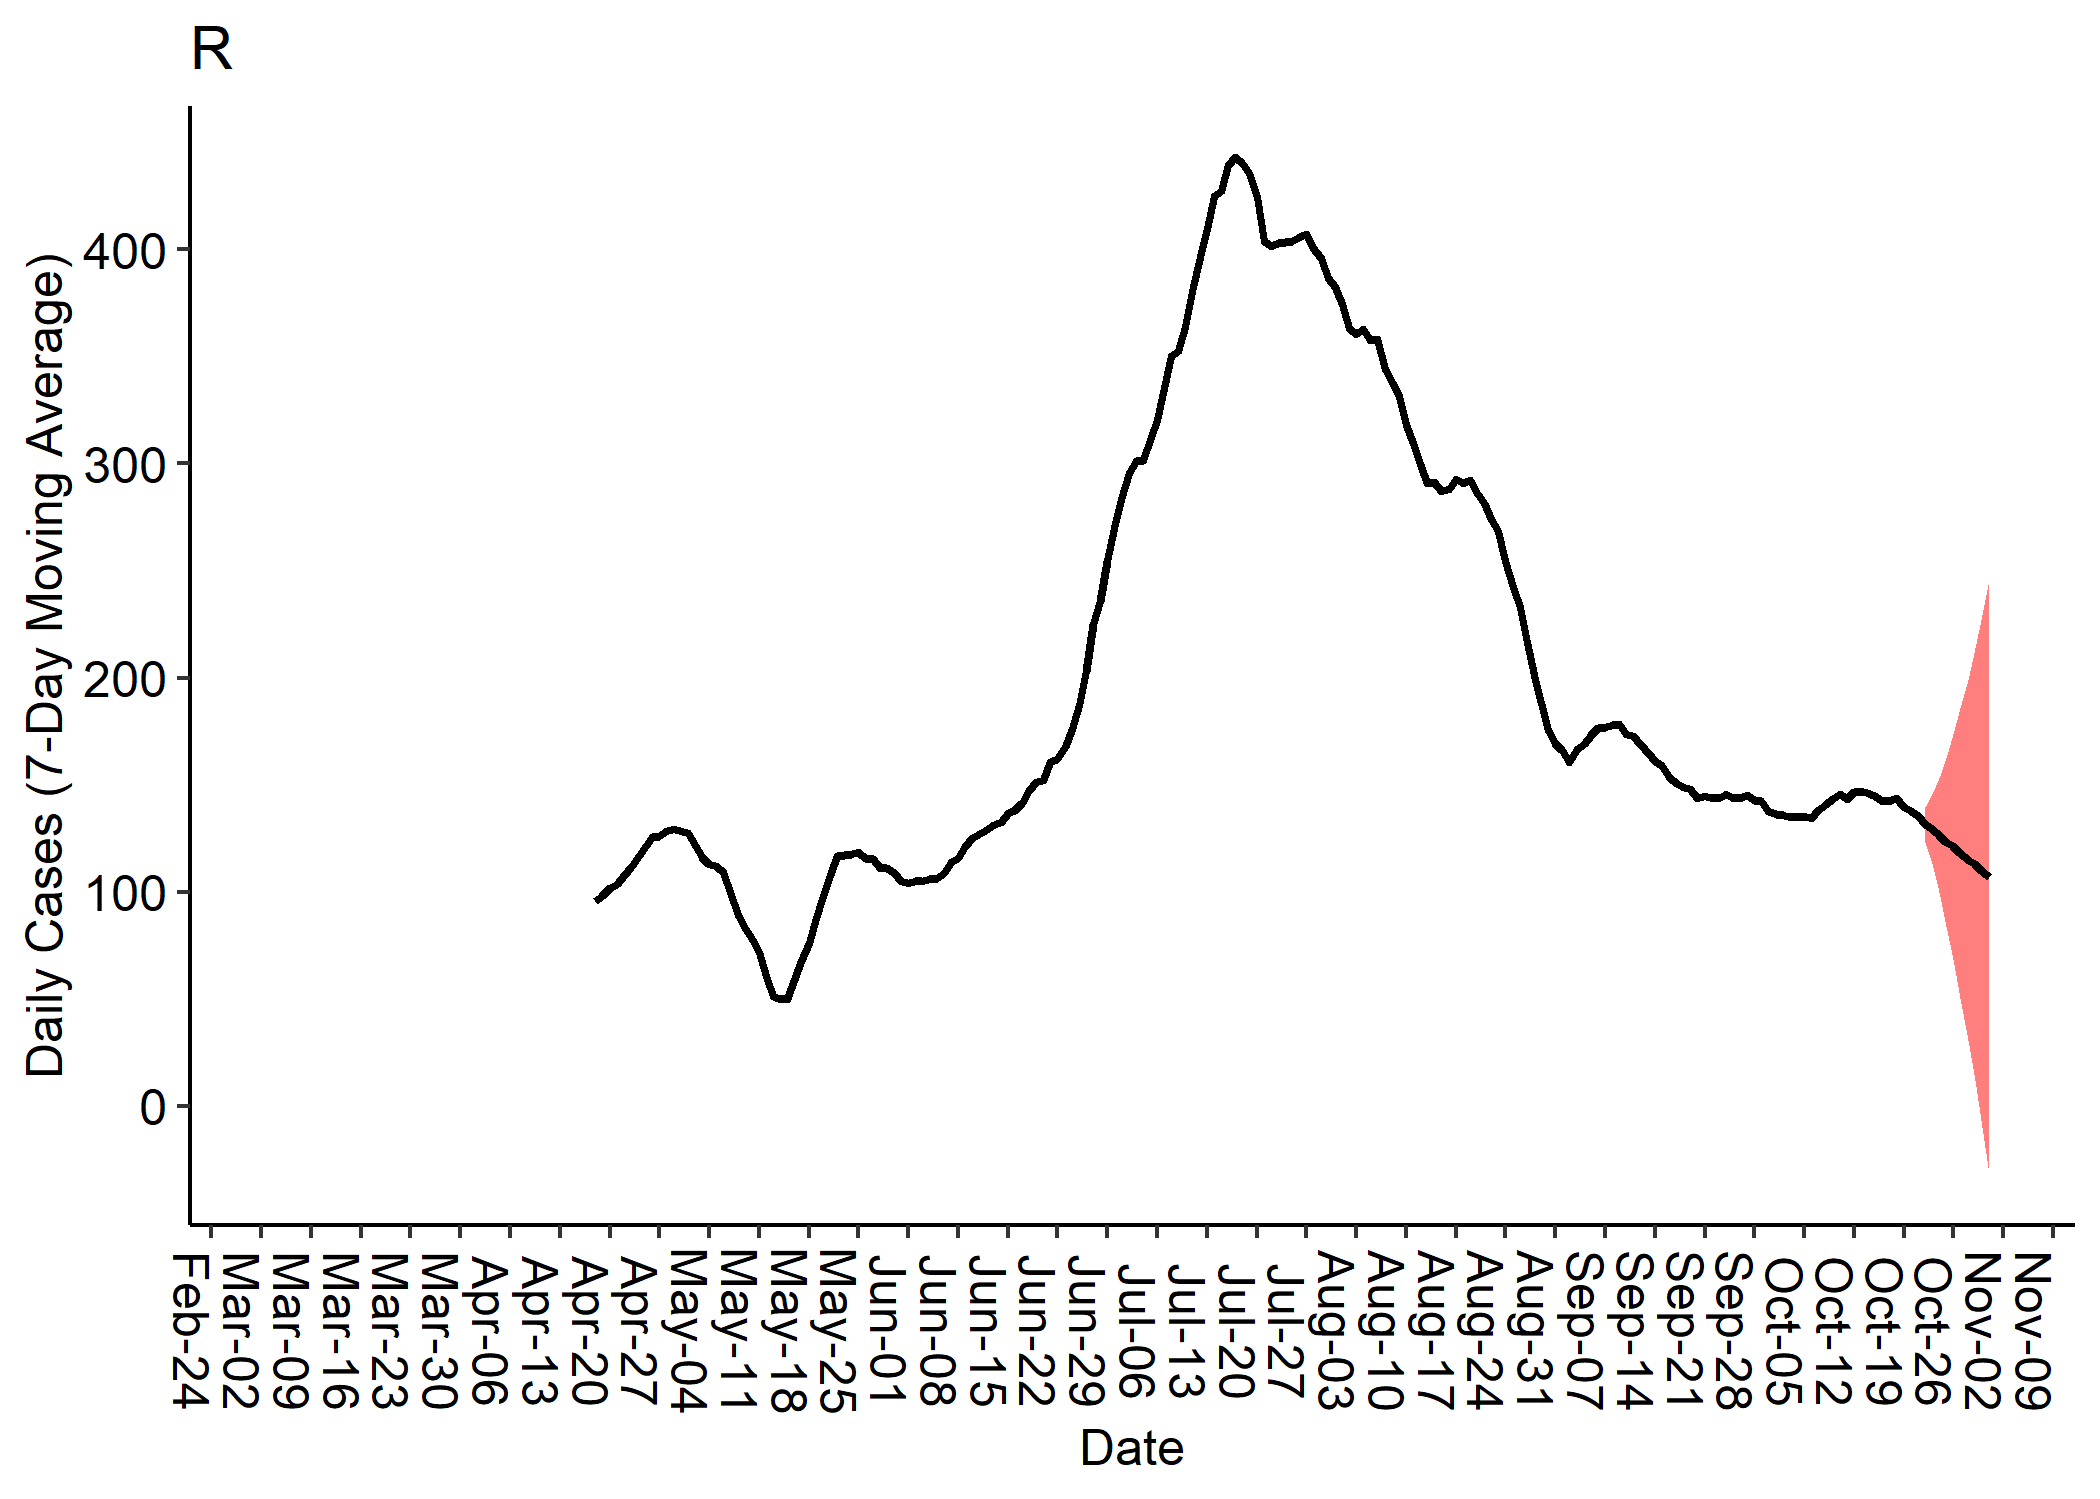 R
Daily Cases (7-Day Moving Average)
400
300
200
100
0
Feb-24
Mar-02
Mar-09
Mar-16
Mar-23
Mar-30
Apr-06
Apr-13
Apr-20
Apr-27
May-04
May-11
May-18
May-25
Jun-01
Jun-08
Jun-15
Jun-22
Jun-29
Jul-06
Jul-13
Jul-20
Jul-27
Aug-03
Aug-10
Aug-17
Aug-24
Aug-31
Sep-07
Sep-14
Sep-21
Sep-28
Oct-05
Oct-12
Oct-19
Oct-26
Nov-02
Nov-09
Date